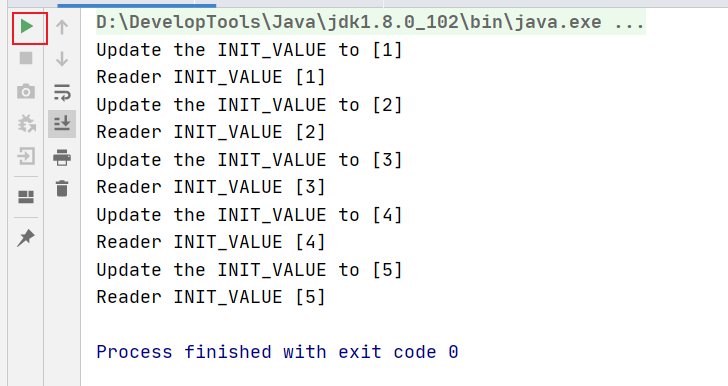 D:\DevelopTools\Java\jdk1.8.0_102\bin\java.exe ...
Update the INIT_VALUE to [1]
Reader INIT_VALUE [1]
Update the INIT_VALUE to [2]
Reader INIT_VALUE [2]
Update the INIT_VALUE to [3]
Reader INIT_VALUE [3]
Update the INIT_VALUE to [4]
Reader INIT_VALUE [4]
Update the INIT_VALUE to [5]
Reader INIT_VALUE [5]
Process finished with exit code 0